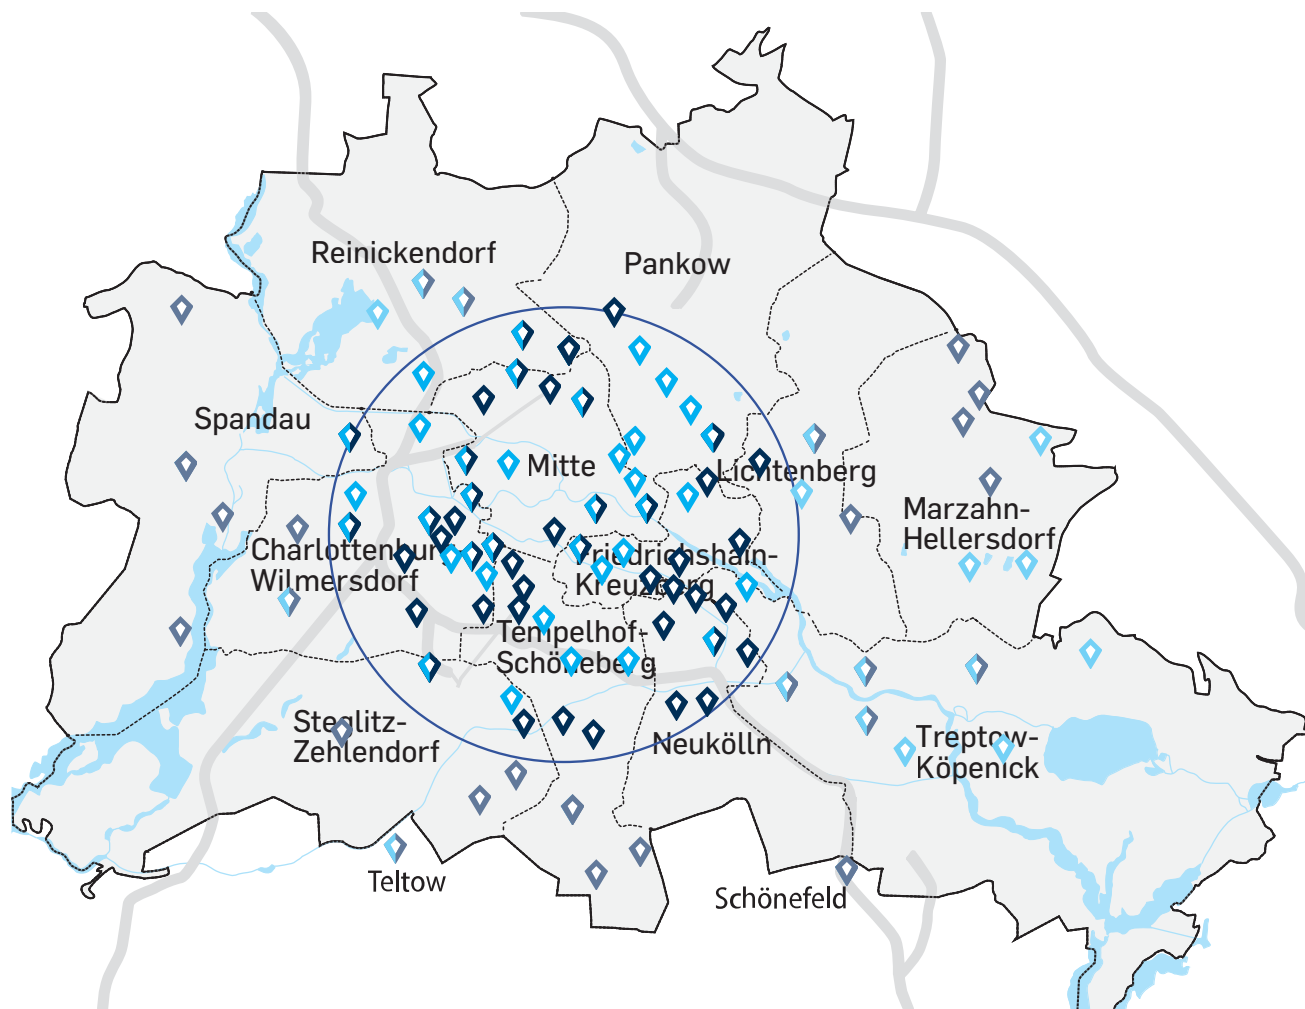 Reinickendorf
Pankow
Spandau
Mitte
Lichtenberg
Marzahn-
Hellersdorf
Charlottenburg
Wilmersdorf
Friedrichshain-
Kreuzberg
Tempelhof-
Schöneberg
Steglitz-
Zehlendorf
Neukölln
Treptow-
Köpenick
Teltow
Schönefeld